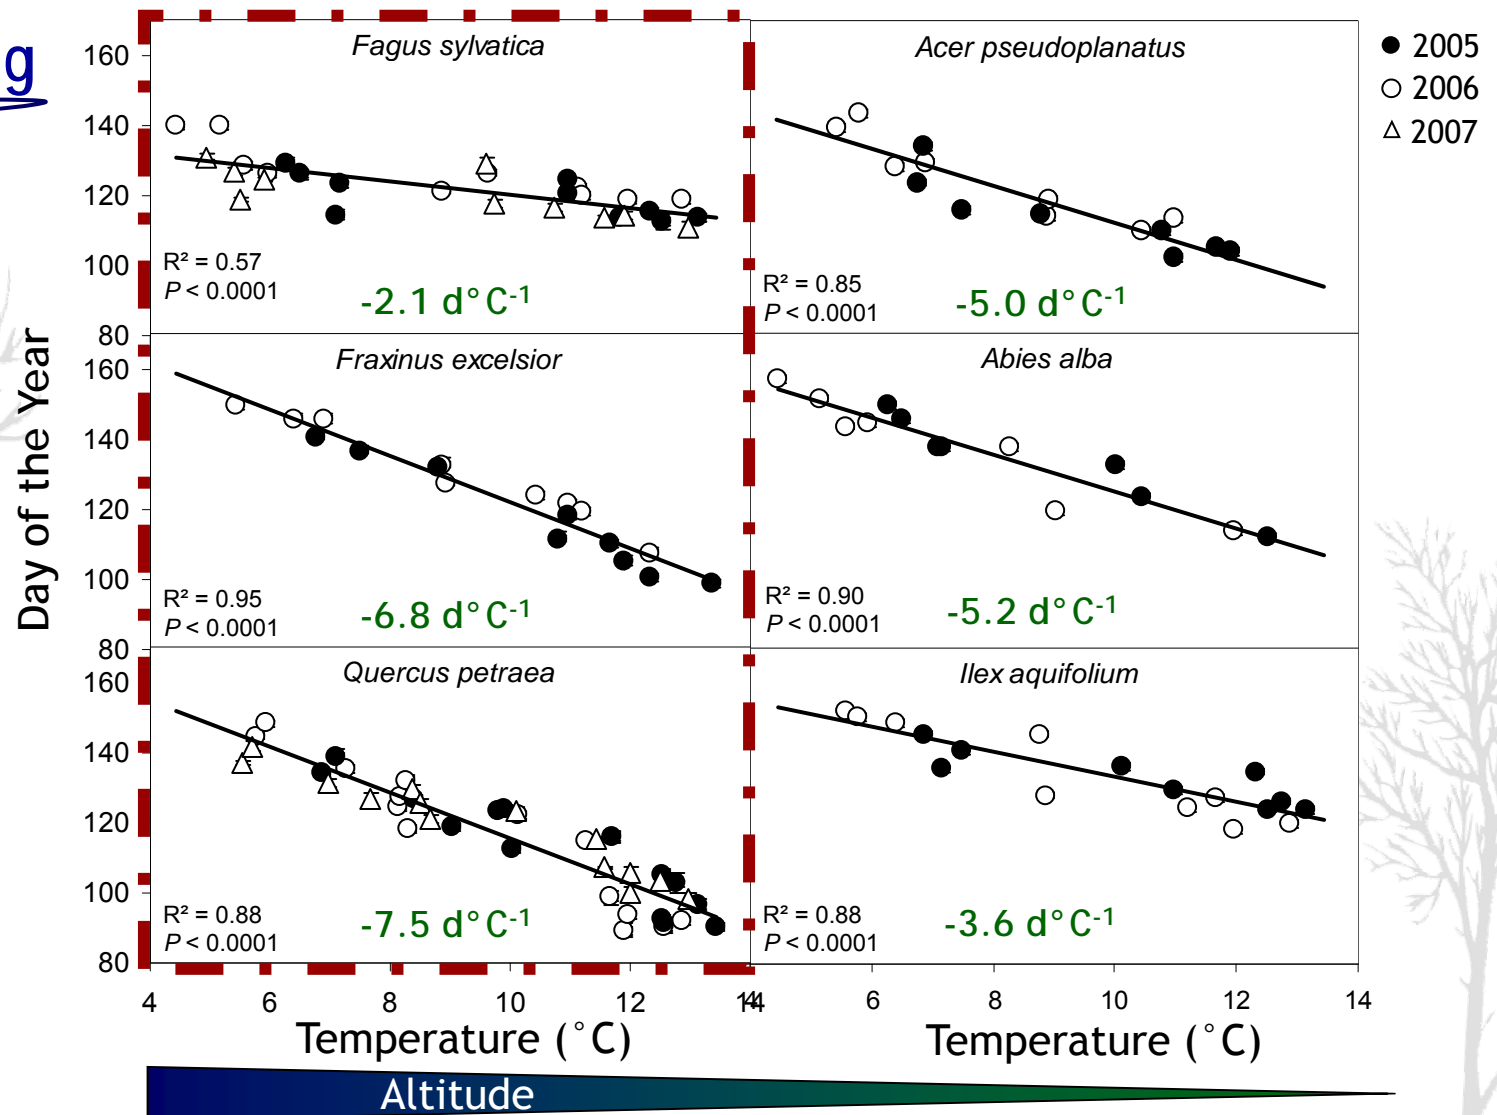 g
2005
2006
2007
Day of the Year
Fagus sylvatica
160
140
120
100
80
R² = 0.57
P < 0.0001
-2.1 d°C-1
Acer pseudoplanatus
R² = 0.85
P < 0.0001
-5.0 d°C-1
Fraxinus excelsior
160
140
120
100
80
R² = 0.95
P < 0.0001
-6.8 d°C-1
Abies alba
R² = 0.90
P < 0.0001
-5.2 d°C-1
Quercus petraea
160
140
120
100
80
R² = 0.88
P < 0.0001
-7.5 d°C-1
Ilex aquifolium
R² = 0.88
P < 0.0001
-3.6 d°C-1
4 6 8 10 12 14
4 6 8 10 12 14
Temperature (°C)
Temperature (°C)
Altitude